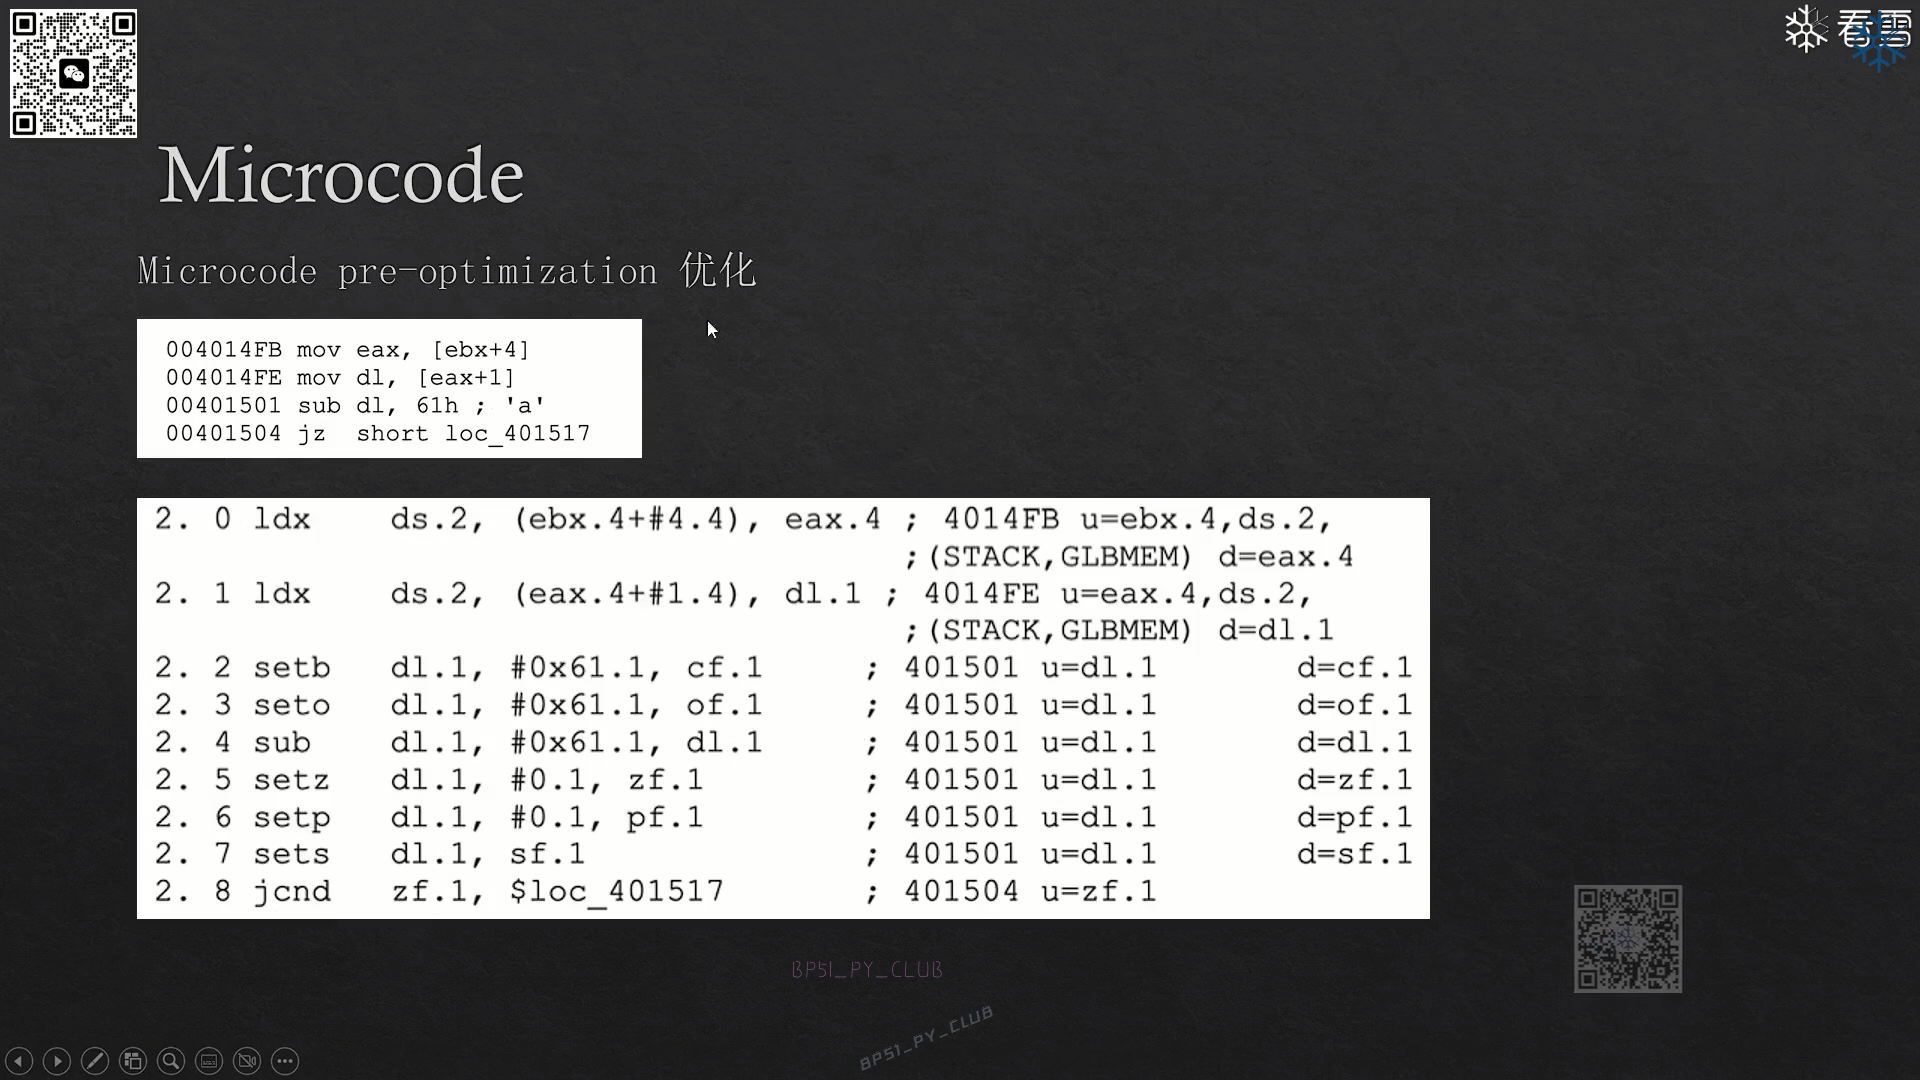 看雪
Microcode
Microcode pre-optimization 优化
004014FB mov eax, [ebx+4]
004014FE mov dl, [eax+1]
00401501 sub dl, 61h ; 'a'
00401504 jz  short loc_401517
2. 0 ldx    ds.2, (ebx.4+#4.4), eax.4 ; 4014FB u=ebx.4,ds.2,
;(STACK,GLBMEM) d=eax.4
2. 1 ldx    ds.2, (eax.4+#1.4), dl.1 ; 4014FE u=eax.4,ds.2,
;(STACK,GLBMEM) d=dl.1
2. 2 setb   dl.1, #0x61.1, cf.1     ; 401501 u=dl.1       d=cf.1
2. 3 seto   dl.1, #0x61.1, of.1     ; 401501 u=dl.1       d=of.1
2. 4 sub    dl.1, #0x61.1, dl.1     ; 401501 u=dl.1       d=dl.1
2. 5 setz   dl.1, #0.1, zf.1        ; 401501 u=dl.1       d=zf.1
2. 6 setp   dl.1, #0.1, pf.1        ; 401501 u=dl.1       d=pf.1
2. 7 sets   dl.1, sf.1              ; 401501 u=dl.1       d=sf.1
2. 8 jcnd   zf.1, $loc_401517       ; 401504 u=zf.1
BP51_PY_CLUB
BP51_PY_CLUB